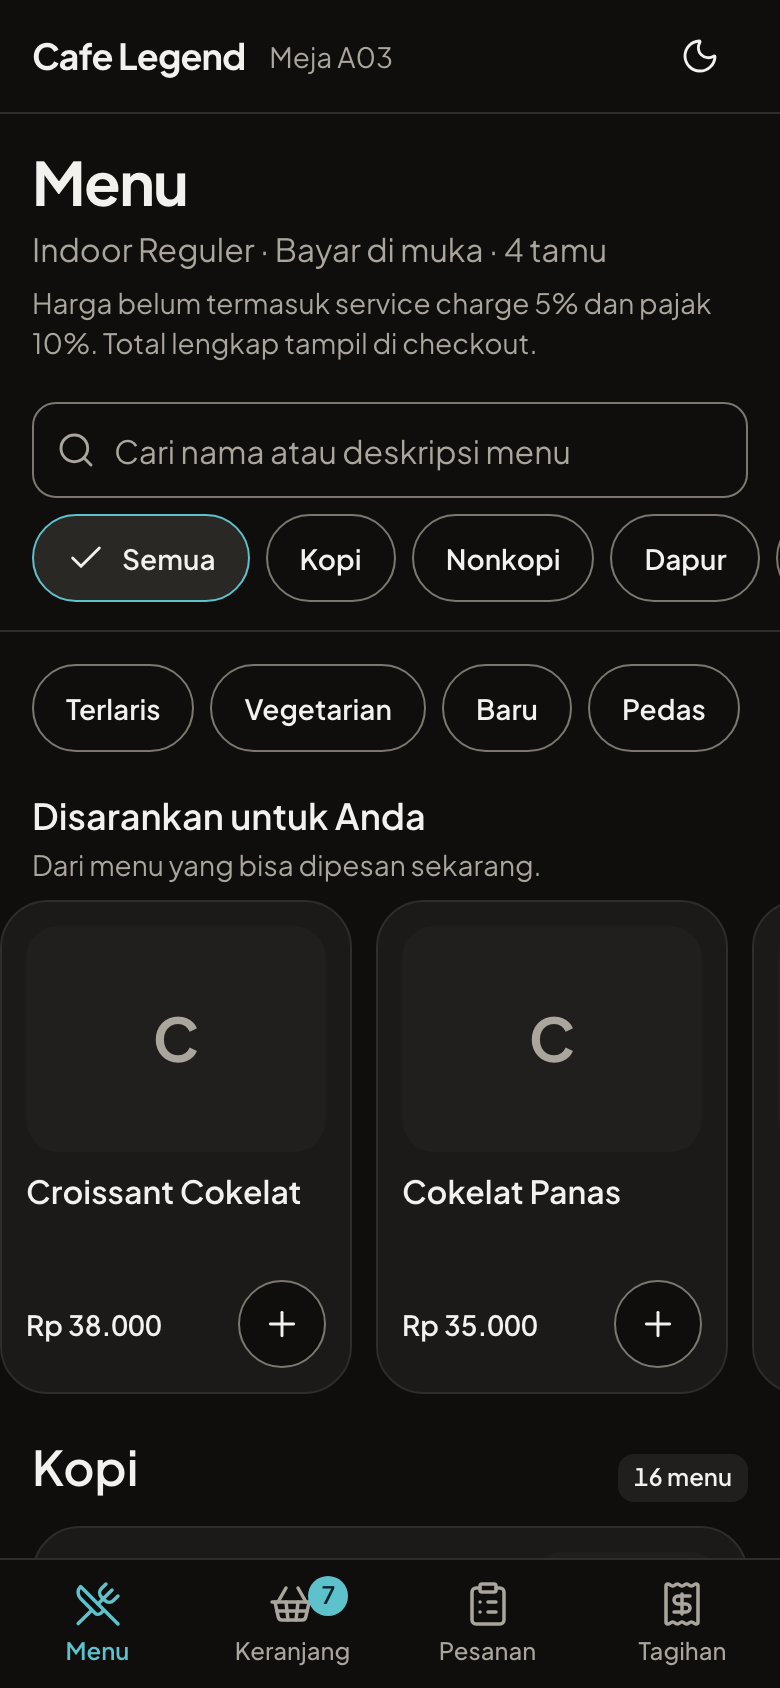 Cafe Legend Meja A03
Menu
Indoor Reguler · Bayar di muka · 4 tamu
Harga belum termasuk service charge 5% dan pajak
10%. Total lengkap tampil di checkout.
Cari nama atau deskripsi menu
Semua Kopi Nonkopi Dapur
Terlaris Vegetarian Baru Pedas
Disarankan untuk Anda
Dari menu yang bisa dipesan sekarang.
C C
Croissant Cokelat Cokelat Panas
Rp 38.000 Rp 35.000
Kopi 16 menu
7
Menu Keranjang Pesanan Tagihan